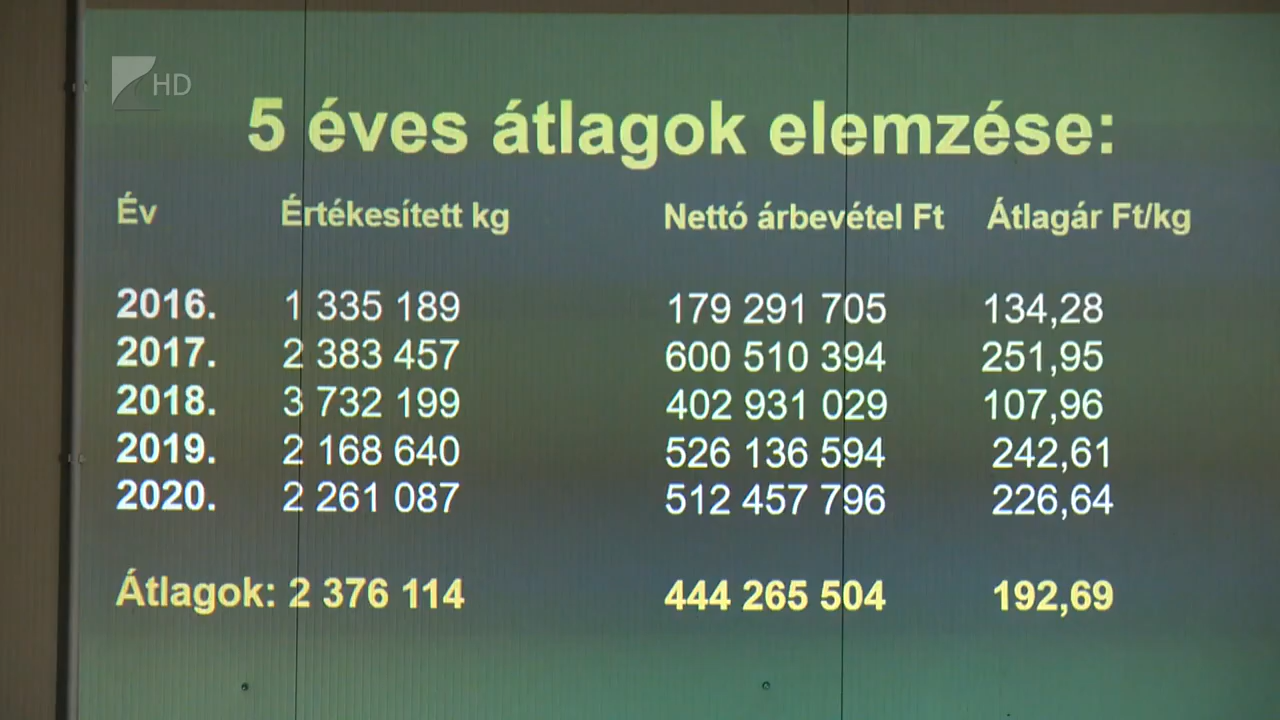 HD
5 éves átlagok elemzése:
Év Értékesített kg Nettó árbevétel Ft Átlagár Ft/kg
2016. 1 335 189 179 291 705 134,28
2017. 2 383 457 600 510 394 251,95
2018. 3 732 199 402 931 029 107,96
2019. 2 168 640 526 136 594 242,61
2020. 2 261 087 512 457 796 226,64
Átlagok: 2 376 114 444 265 504 192,69